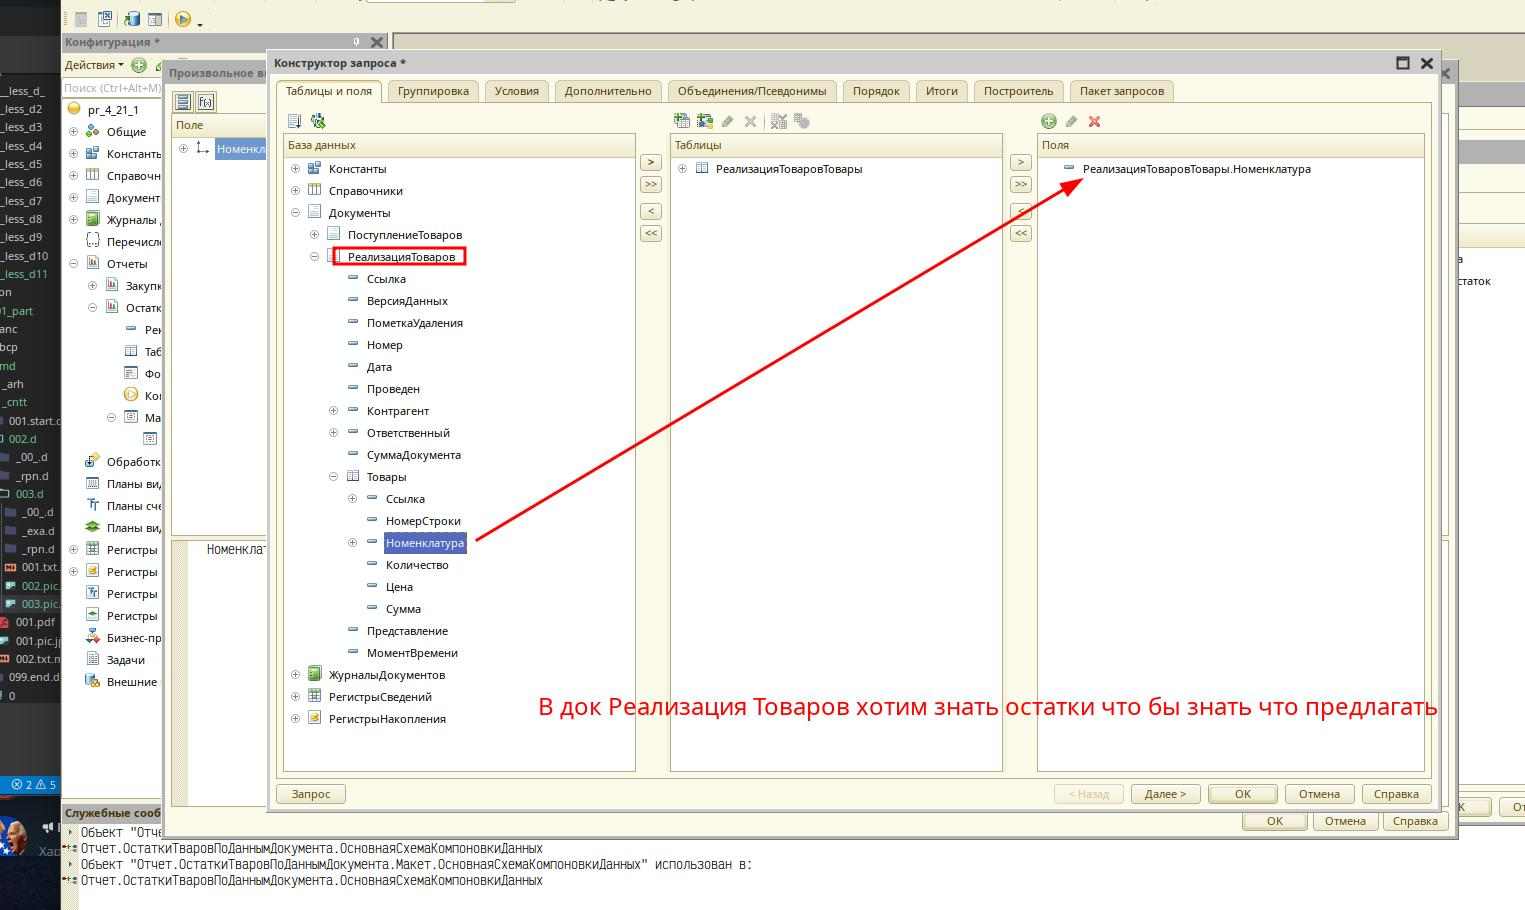 Конфигурация *
Действия
Поиск (Ctrl+Alt+M)
pr_4_21_1
Общие
Константы
Справочн
Документ
Журналы
Перечисл
Отчеты
Закупк
Остатк
Рек
Таб
Фо
Ко
Ма
Обработк
Планы вид
Планы сче
Планы вид
Регистры
Регистры
Регистры
Регистры
Бизнес-пр
Задачи
Внешние
_less_d_
_less_d2
_less_d3
_less_d4
_less_d5
_less_d6
_less_d7
_less_d8
_less_d9
_less_d10
_less_d11
on
01_part
anc
bcp
md
_arh
_cntt
001.start.c
002.d
_00_.d
_rpn.d
003.d
_00_.d
_exa.d
_rpn.d
001.txt.
002.pic.
003.pic.
001.pdf
001.pic.j
002.txt.n
099.end.d
0
2 5
Произвольное в
Поле
Номенкл
Номенклат
Конструктор запроса *
Таблицы и поля Группировка Условия Дополнительно Объединения/Псевдонимы Порядок Итоги Построитель Пакет запросов
База данных
Константы
Справочники
Документы
ПоступлениеТоваров
РеализацияТоваров
Ссылка
ВерсияДанных
ПометкаУдаления
Номер
Дата
Проведен
Контрагент
Ответственный
СуммаДокумента
Товары
Ссылка
НомерСтроки
Номенклатура
Количество
Цена
Сумма
Представление
МоментВремени
ЖурналыДокументов
РегистрыСведений
РегистрыНакопления
>
>>
<
<<
Таблицы
РеализацияТоваровТовары
>
>>
<
<<
Поля
РеализацияТоваровТовары.Номенклатура
В док Реализация Товаров хотим знать остатки что бы знать что предлагать
Запрос < Назад Далее > OK Отмена Справка
OK Отмена Справка
а
статок
К От
Служебные сооб
Объект "Отче
Отчет.ОстаткиТваровПоДаннымДокумента.ОсновнаяСхемаКомпоновкиДанных
Объект "Отчет.ОстаткиТваровПоДаннымДокумента.Макет.ОсновнаяСхемаКомпоновкиДанных" использован в:
Отчет.ОстаткиТваровПоДаннымДокумента.ОсновнаяСхемаКомпоновкиДанных